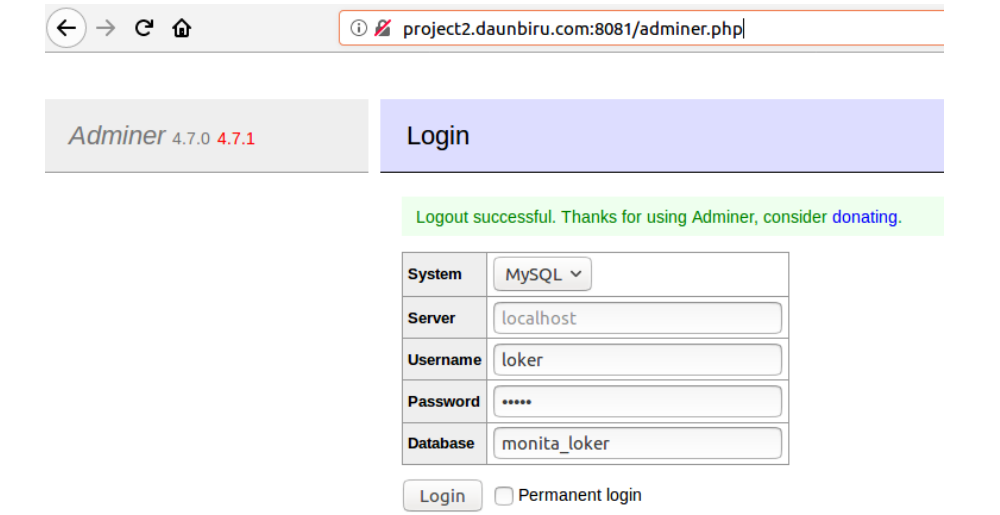 project2.daunbiru.com:8081/adminer.php
Adminer 4.7.0 4.7.1
Login
Logout successful. Thanks for using Adminer, consider donating.
System MySQL
Server localhost
Username loker
Password •••••
Database monita_loker
Login Permanent login